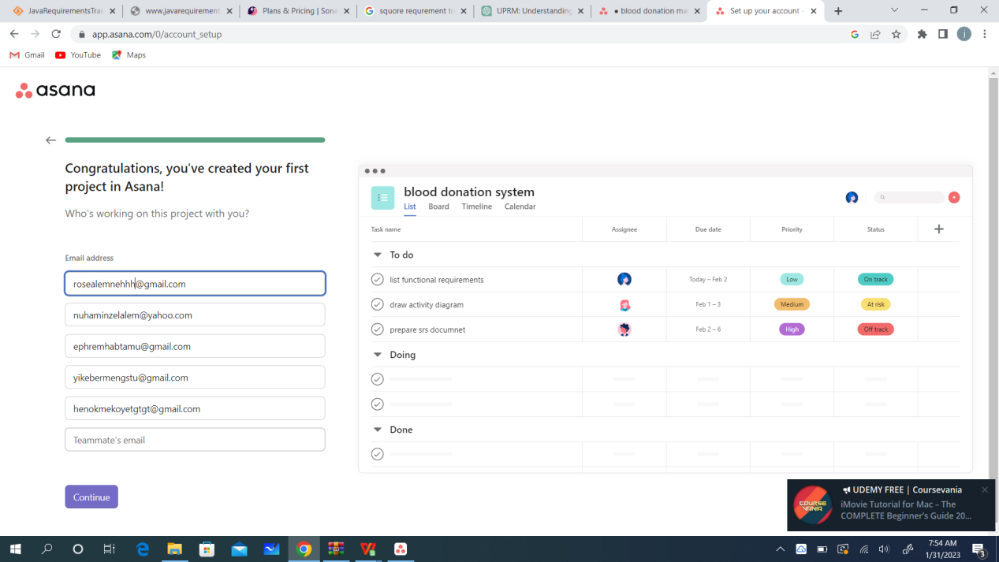 JavaRequirementsTrac
www.javarequirement
Plans & Pricing | Sona
squore requrement to
UPRM: Understanding
● blood donation ma
Set up your account -
app.asana.com/0/account_setup
j
Gmail
YouTube
Maps
asana
Congratulations, you've created your first
project in Asana!
Who's working on this project with you?
Email address
rosealemnehhh@gmail.com
nuhaminzelalem@yahoo.com
ephremhabtamu@gmail.com
yikebermengstu@gmail.com
henokmekoyetgtgt@gmail.com
Teammate's email
Continue
blood donation system
List Board Timeline Calendar
Task name Assignee Due date Priority Status
To do
list functional requirements Today – Feb 2 Low On track
draw activity diagram Feb 1 – 3 Medium At risk
prepare srs documnet Feb 2 – 6 High Off track
Doing
Done
UDEMY FREE | Coursevania
COURSE
VANIA
iMovie Tutorial for Mac – The
COMPLETE Beginner's Guide 20...
7:54 AM
1/31/2023
3